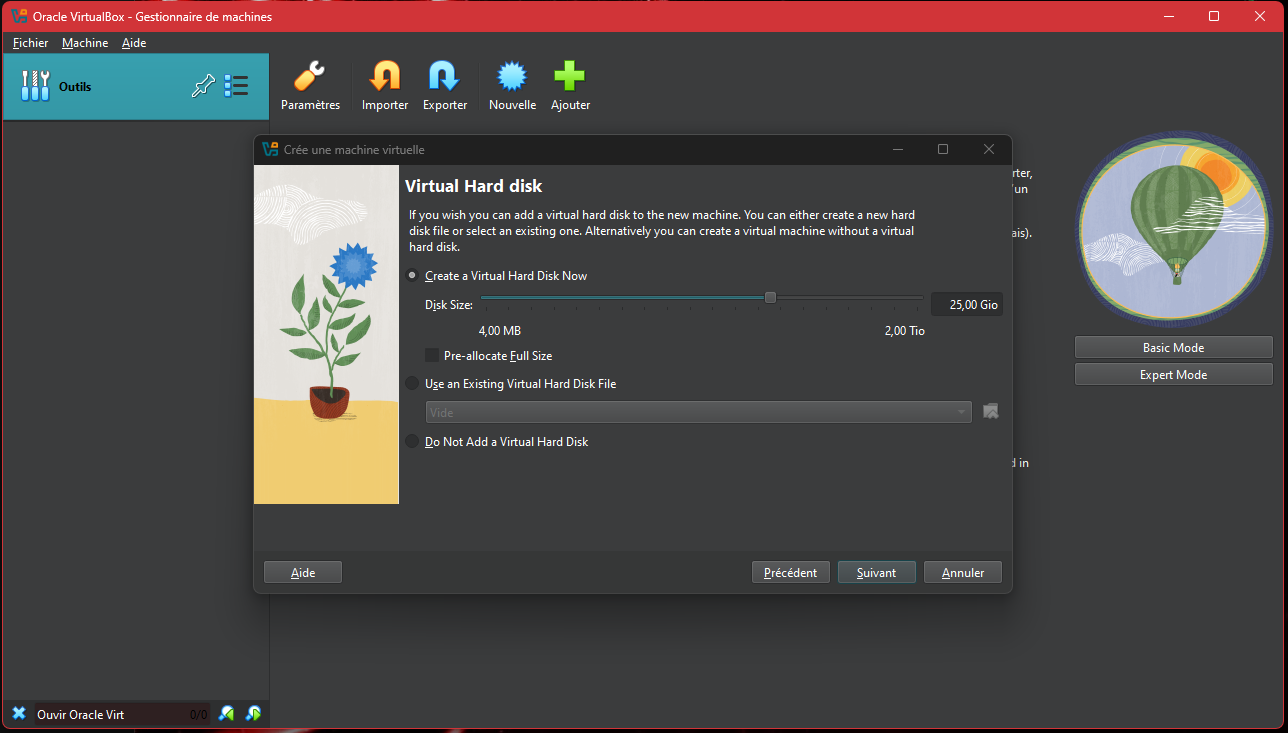 Oracle VirtualBox - Gestionnaire de machines
Fichier Machine Aide
Outils
Paramètres Importer Exporter Nouvelle Ajouter
rter,
'un
ais).
Crée une machine virtuelle
Virtual Hard disk
If you wish you can add a virtual hard disk to the new machine. You can either create a new hard
disk file or select an existing one. Alternatively you can create a virtual machine without a virtual
hard disk.
Create a Virtual Hard Disk Now
Disk Size: 25,00 Gio
4,00 MB 2,00 Tio
Pre-allocate Full Size
Use an Existing Virtual Hard Disk File
Vide
Do Not Add a Virtual Hard Disk
Aide Précédent Suivant Annuler
Basic Mode
Expert Mode
d in
Ouvir Oracle Virt 0/0